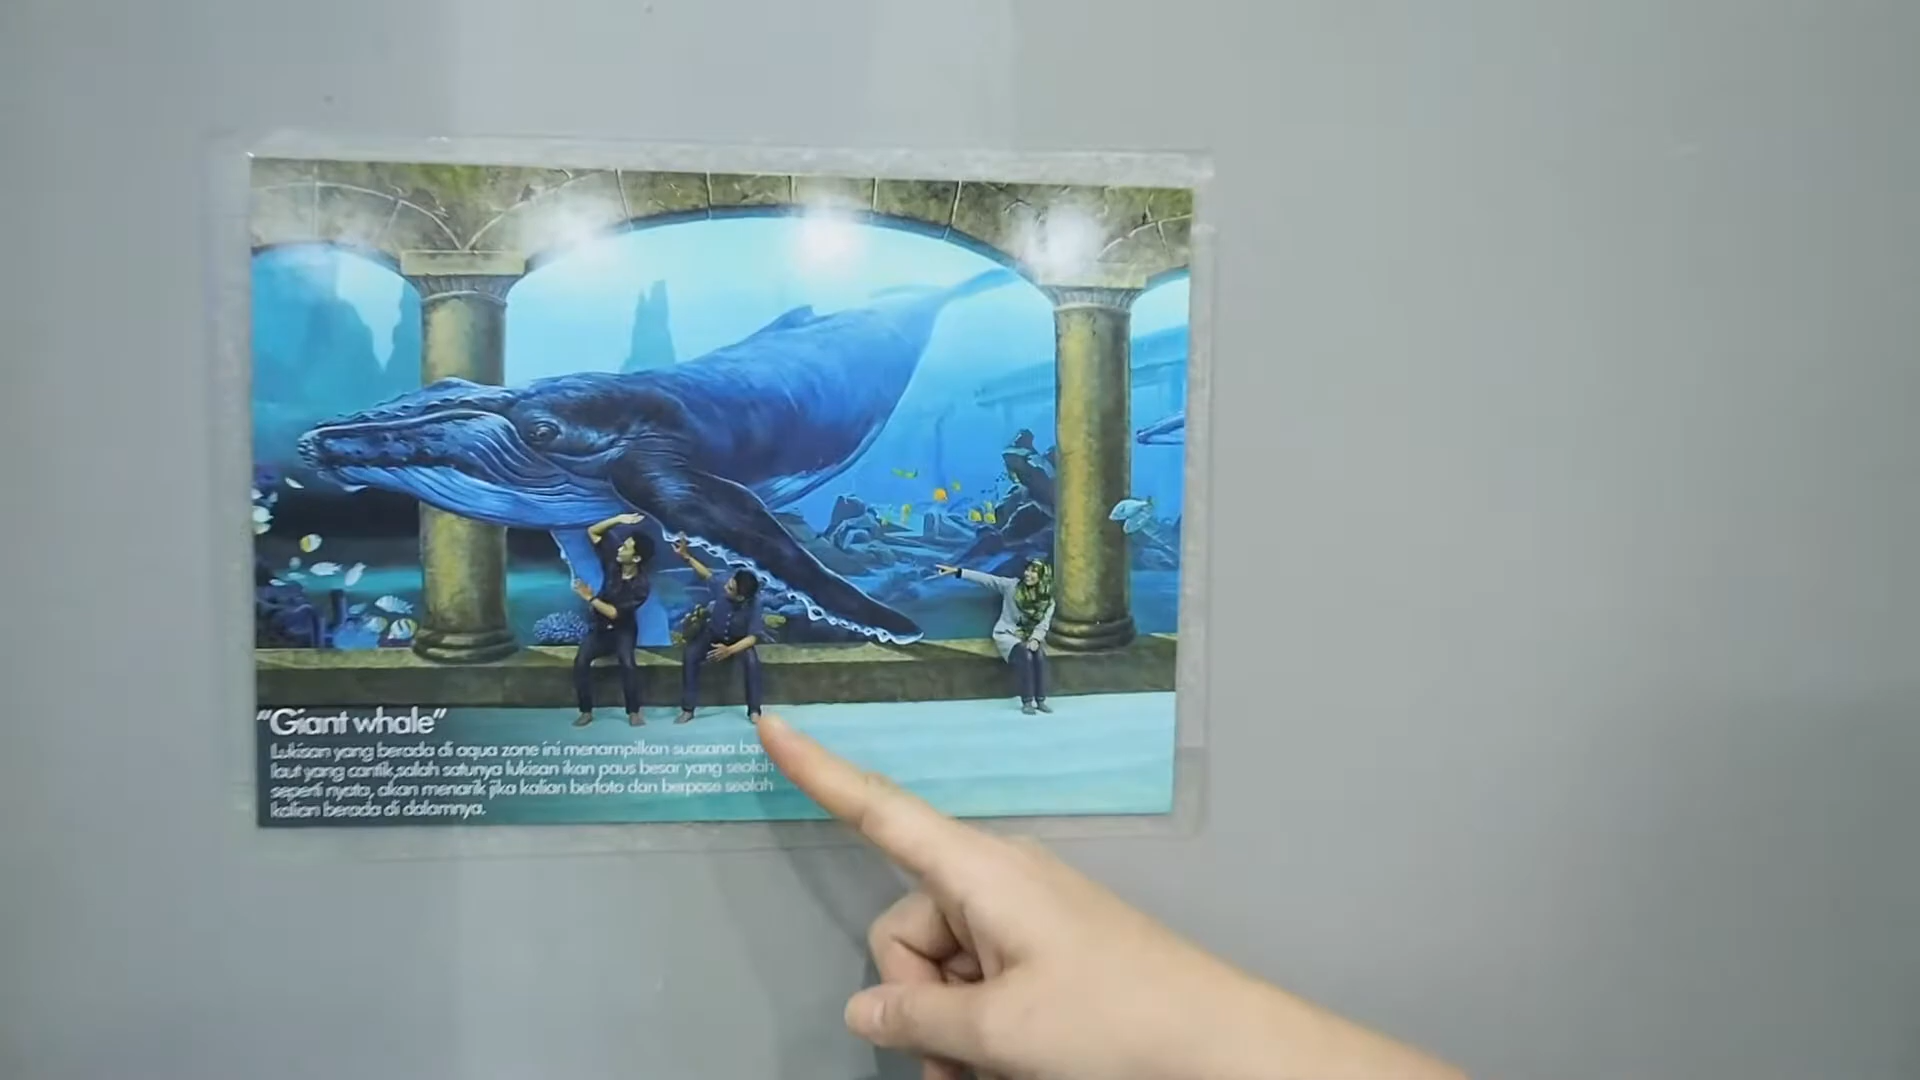 “Giant whale”
Lukisan yang berada di aqua zone ini menampilkan suasana
laut yang cantik,salah satunya lukisan ikan paus besar yang seolah
seperti nyata, akan menarik jika kalian berfoto dan berpose seolah
kalian berada di dalamnya.